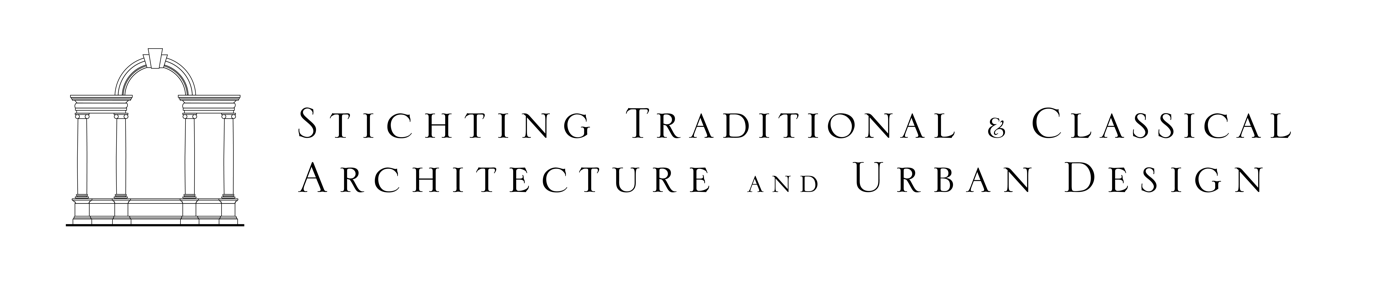 Stichting Traditional & Classical
Architecture and Urban Design